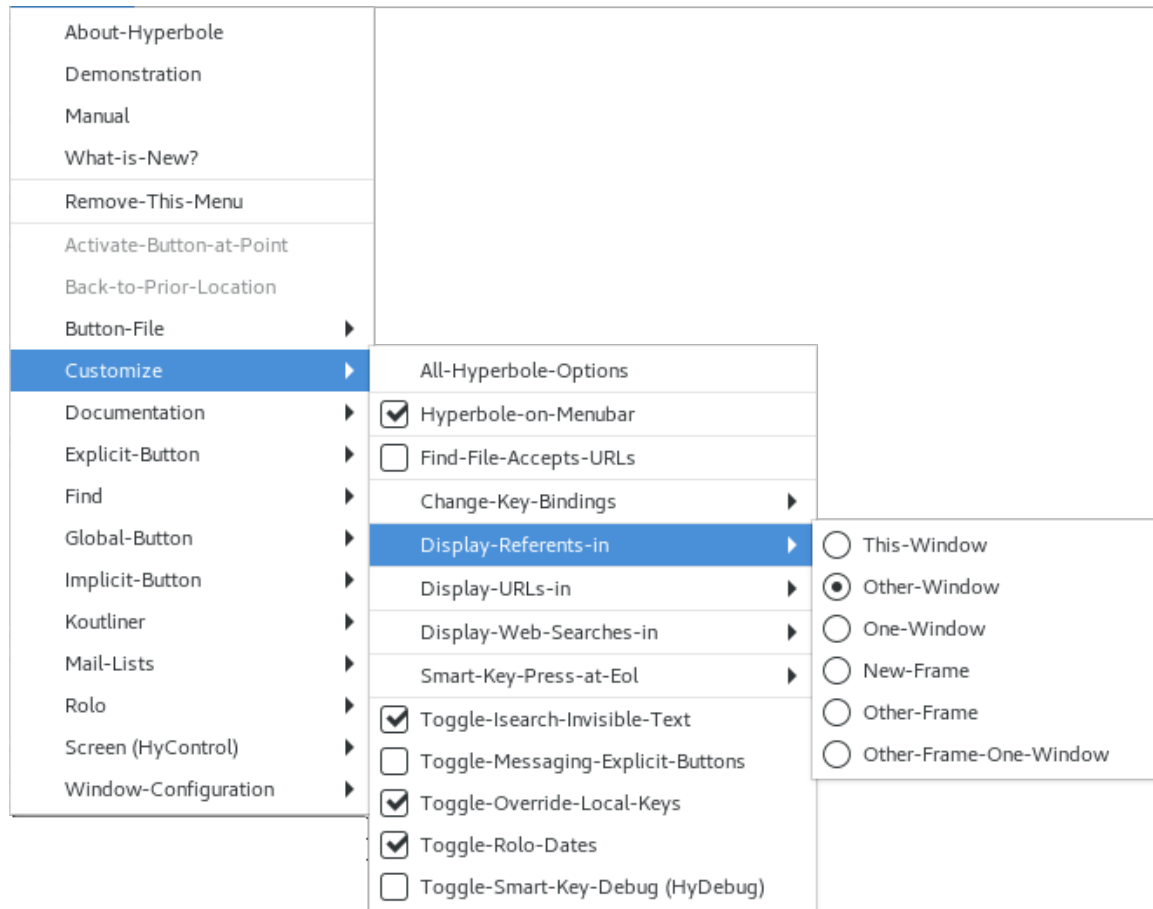 About-Hyperbole
Demonstration
Manual
What-is-New?
Remove-This-Menu
Activate-Button-at-Point
Back-to-Prior-Location
Button-File
Customize
Documentation
Explicit-Button
Find
Global-Button
Implicit-Button
Koutliner
Mail-Lists
Rolo
Screen (HyControl)
Window-Configuration
All-Hyperbole-Options
Hyperbole-on-Menubar
Find-File-Accepts-URLs
Change-Key-Bindings
Display-Referents-in
Display-URLs-in
Display-Web-Searches-in
Smart-Key-Press-at-Eol
Toggle-Isearch-Invisible-Text
Toggle-Messaging-Explicit-Buttons
Toggle-Override-Local-Keys
Toggle-Rolo-Dates
Toggle-Smart-Key-Debug (HyDebug)
This-Window
Other-Window
One-Window
New-Frame
Other-Frame
Other-Frame-One-Window